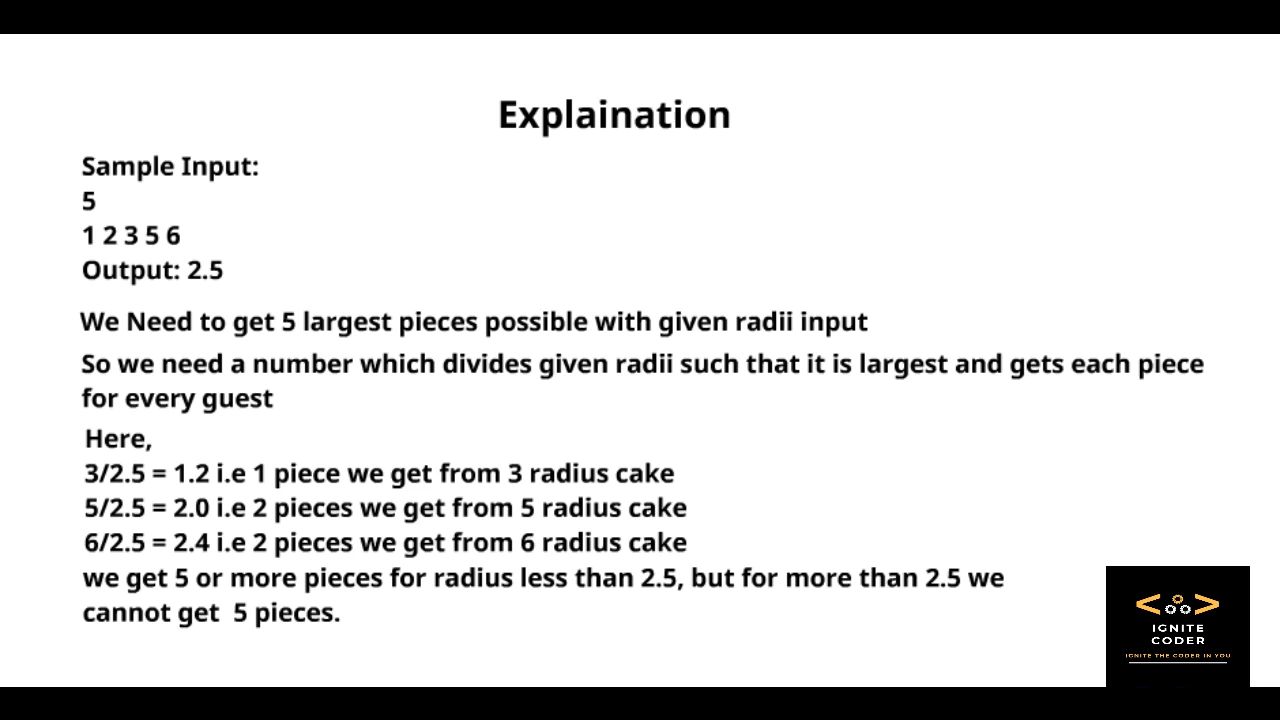 Explaination
Sample Input:
5
1 2 3 5 6
Output: 2.5
We Need to get 5 largest pieces possible with given radii input
So we need a number which divides given radii such that it is largest and gets each piece
for every guest
Here,
3/2.5 = 1.2 i.e 1 piece we get from 3 radius cake
5/2.5 = 2.0 i.e 2 pieces we get from 5 radius cake
6/2.5 = 2.4 i.e 2 pieces we get from 6 radius cake
we get 5 or more pieces for radius less than 2.5, but for more than 2.5 we
cannot get  5 pieces.
IGNITE
CODER
IGNITE THE CODER IN YOU